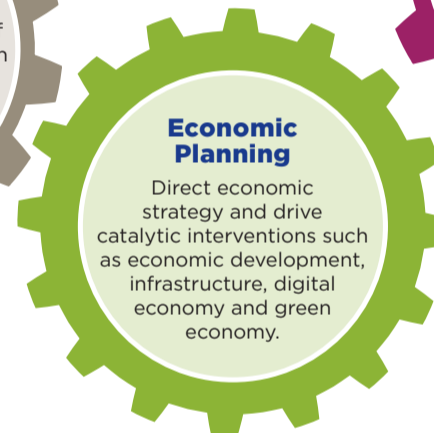 Economic
Planning
Direct economic
strategy and drive
catalytic interventions such
as economic development,
infrastructure, digital
economy and green
economy.